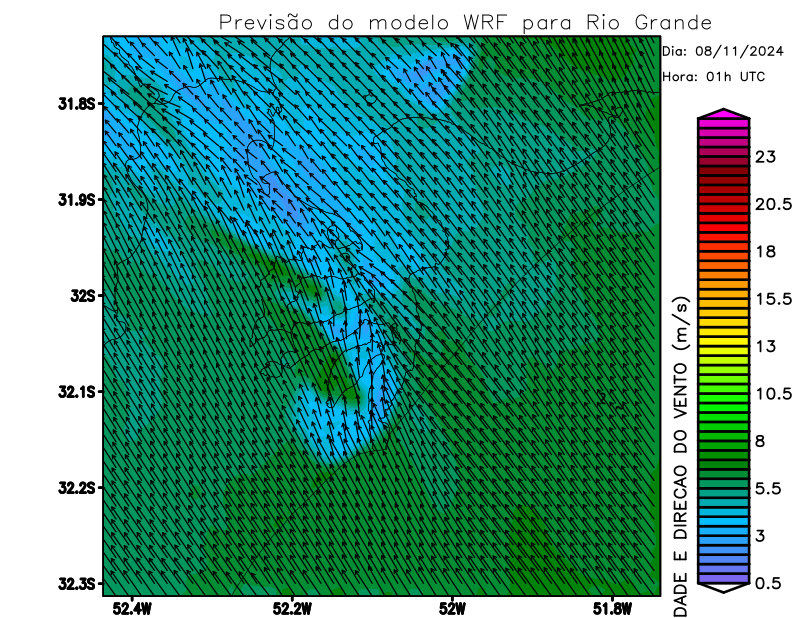 Previsão do modelo WRF para Rio Grande
Dia: 08/11/2024
Hora: 01h UTC
31.8S
31.9S
32S
32.1S
32.2S
32.3S
52.4W
52.2W
52W
51.8W
23
20.5
18
15.5
13
10.5
8
5.5
3
0.5
DADE E DIRECAO DO VENTO (m/s)